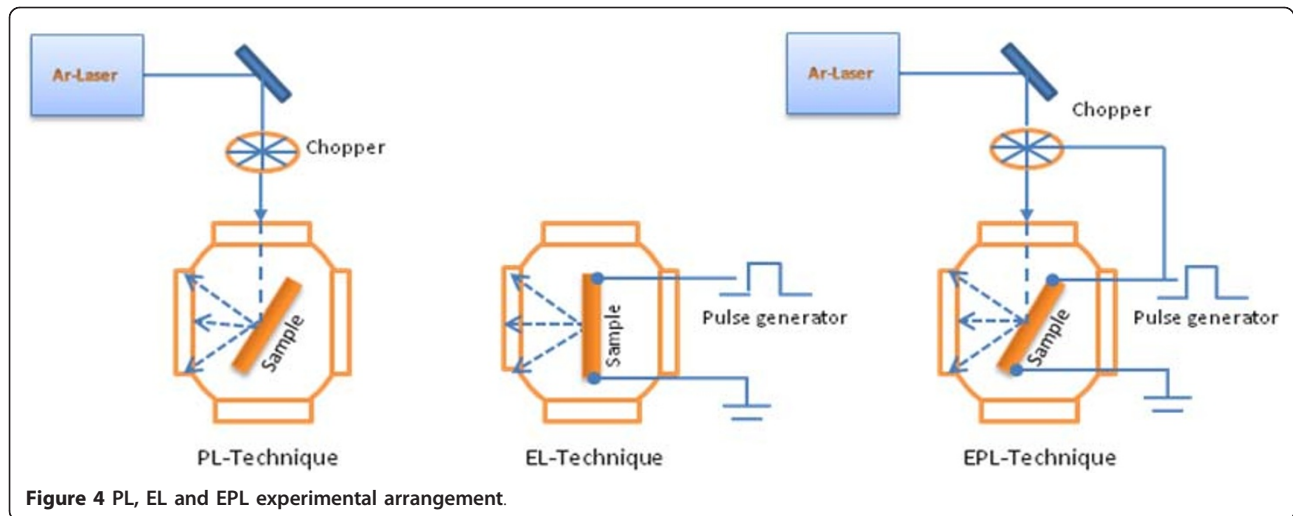 Ar-Laser
Chopper
Sample
PL-Technique
Sample
Pulse generator
EL-Technique
Ar-Laser
Chopper
Sample
Pulse generator
EPL-Technique
Figure 4 PL, EL and EPL experimental arrangement.